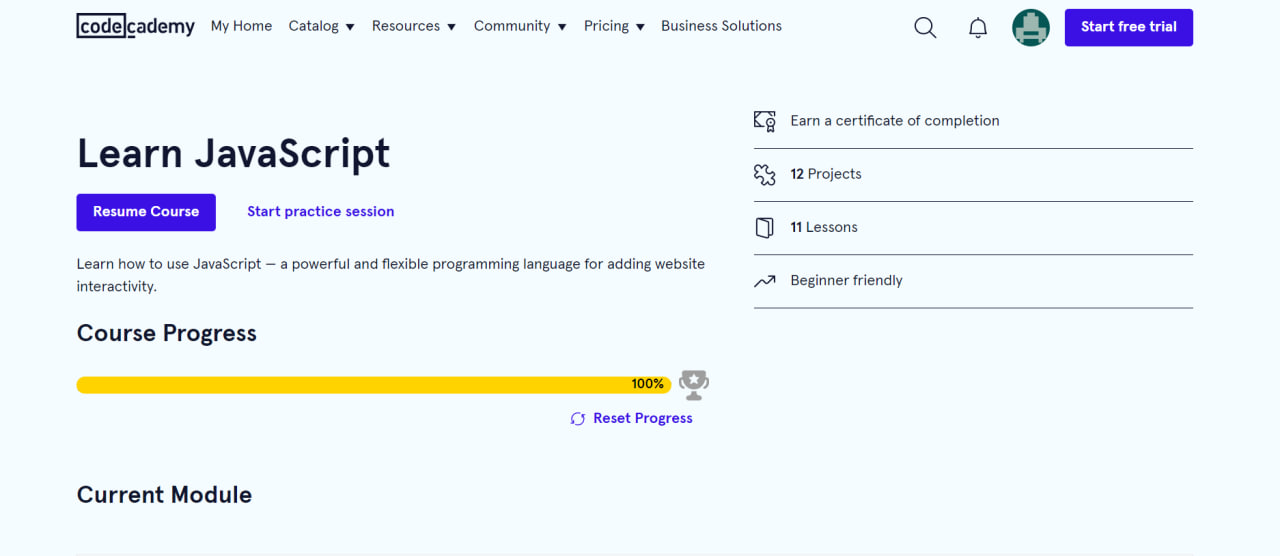 codecademy My Home Catalog Resources Community Pricing Business Solutions Start free trial
Learn JavaScript
Resume Course Start practice session
Learn how to use JavaScript — a powerful and flexible programming language for adding website
interactivity.
Course Progress
100%
Reset Progress
Current Module
Earn a certificate of completion
12 Projects
11 Lessons
Beginner friendly